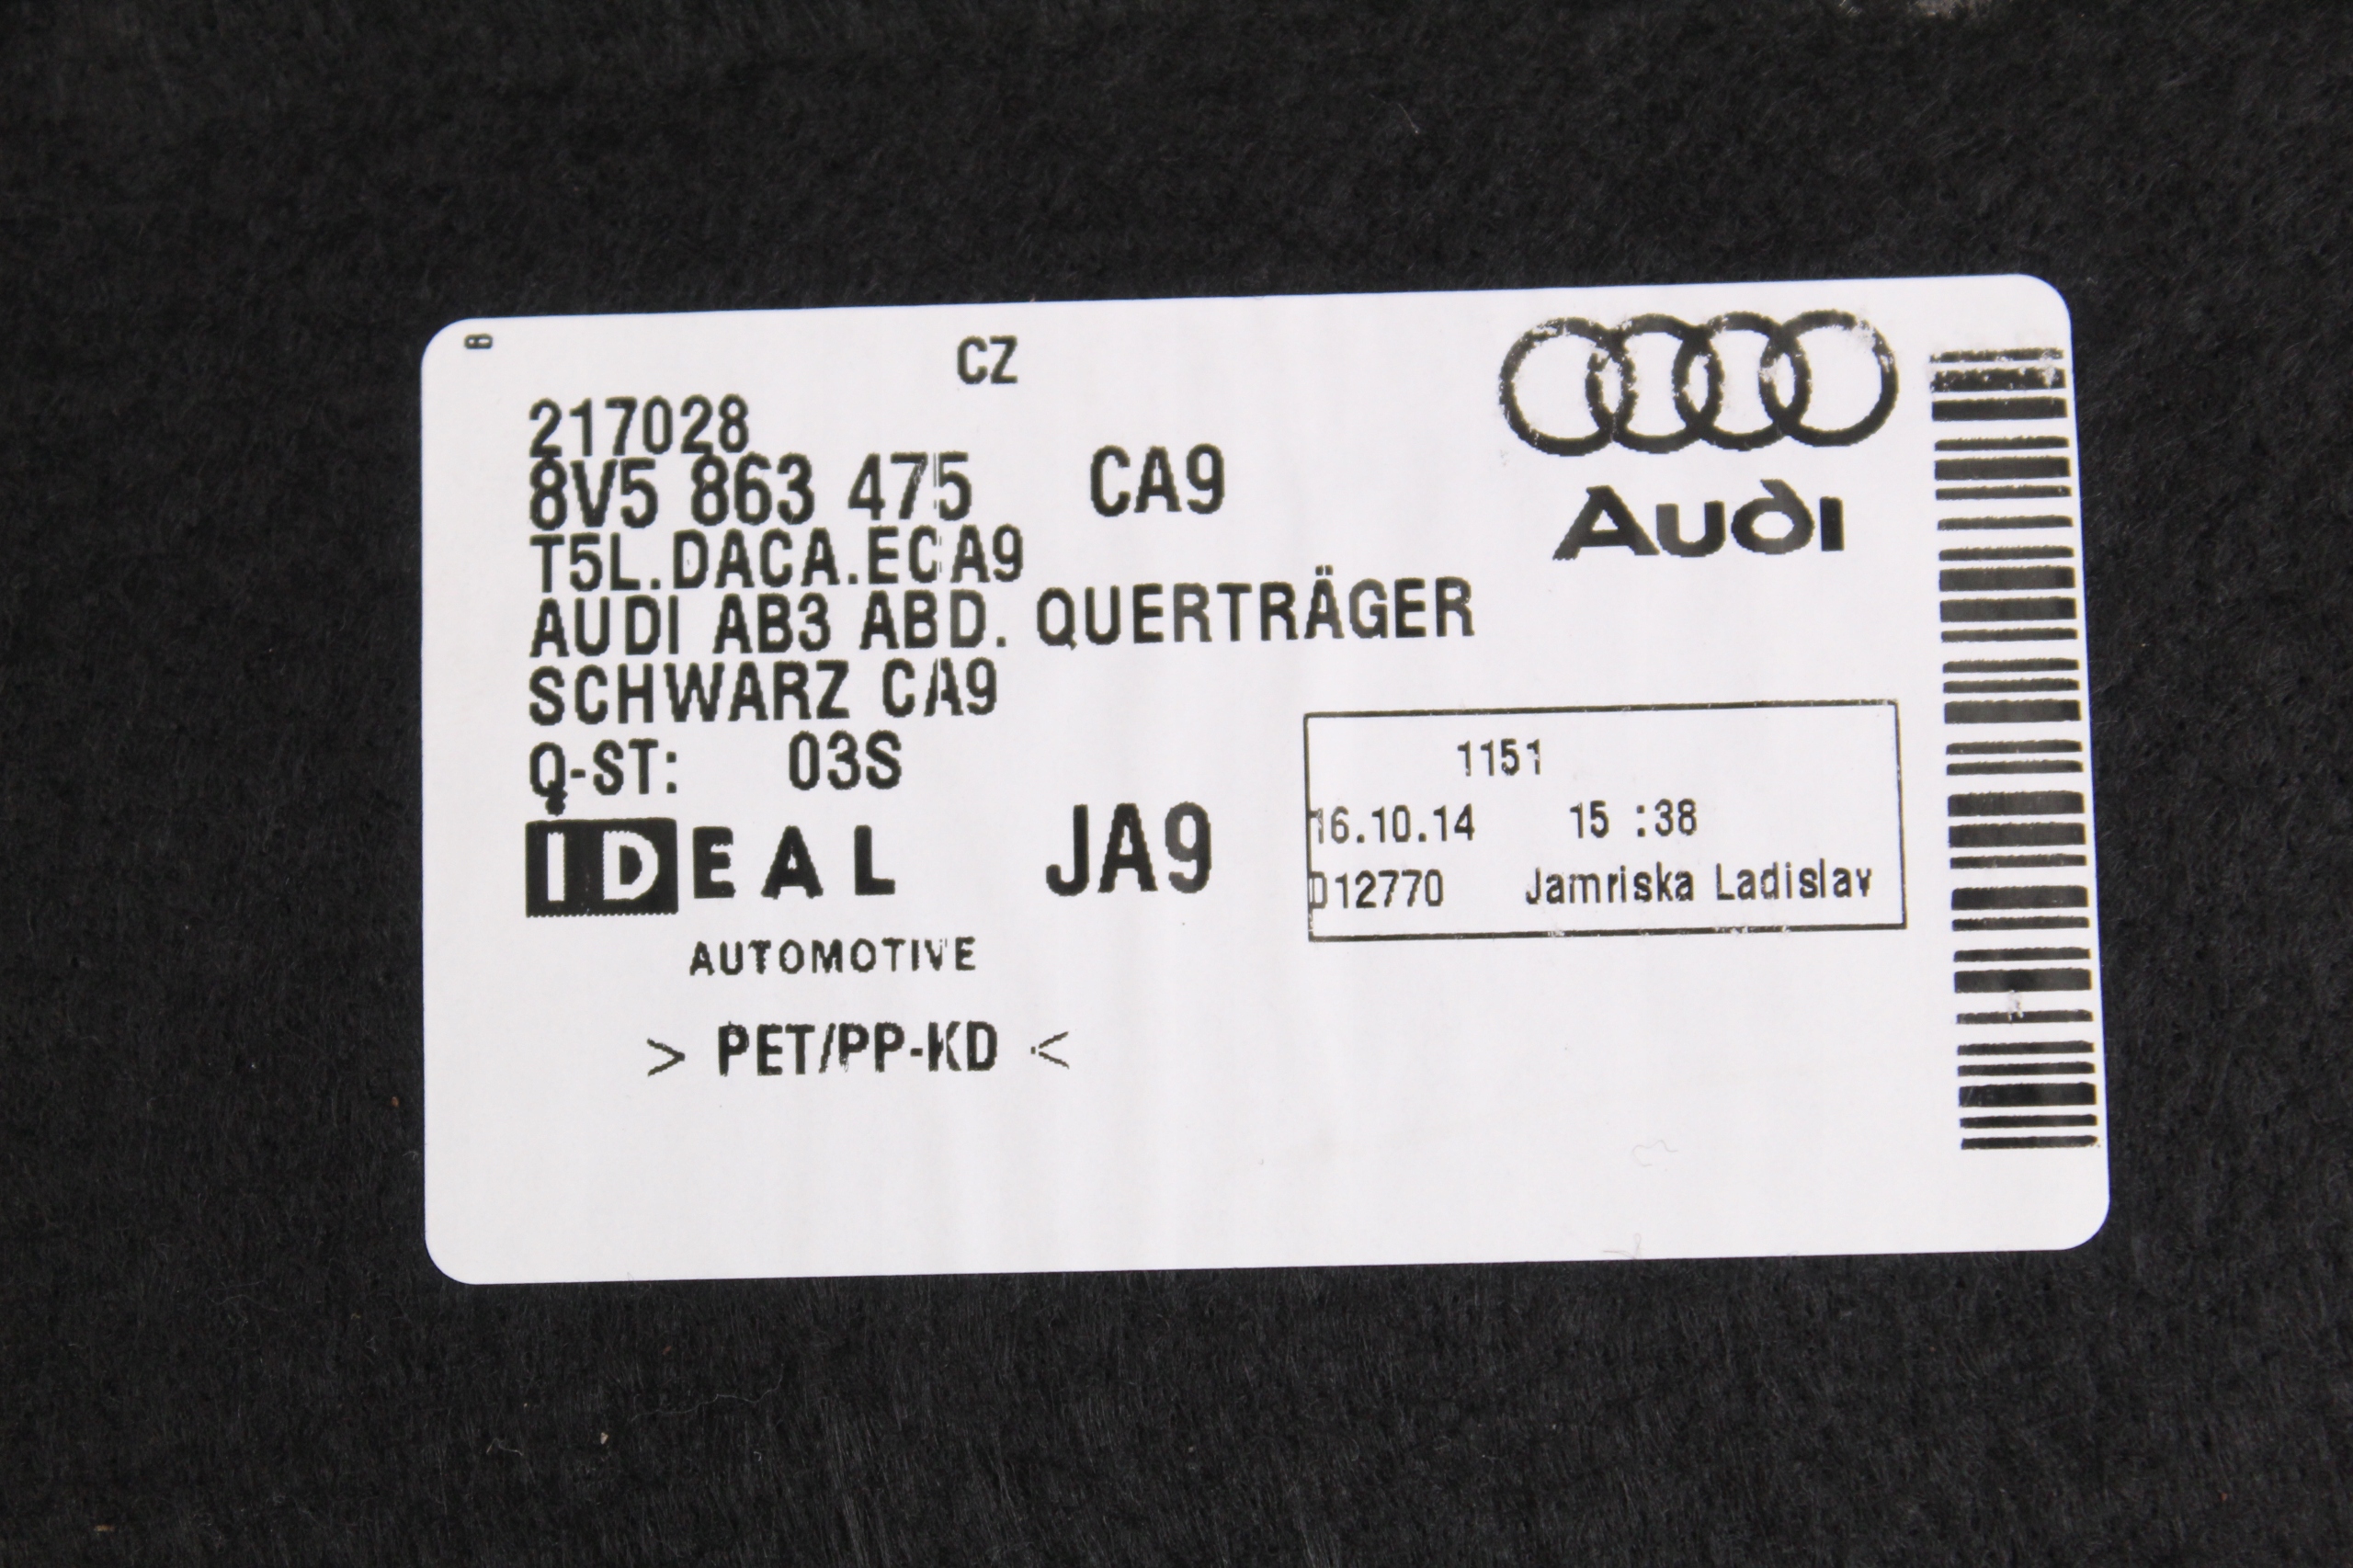 CZ
217028
8V5 863 475 CA9
T5L.DACA.ECA9
AUDI AB3 ABD. QUERTRÄGER
SCHWARZ CA9
Q-ST: 03S
IDEAL JA9
AUTOMOTIVE
> PET/PP-KD <
Audi
1151
16.10.14 15 :38
D12770 Jamriska Ladislav